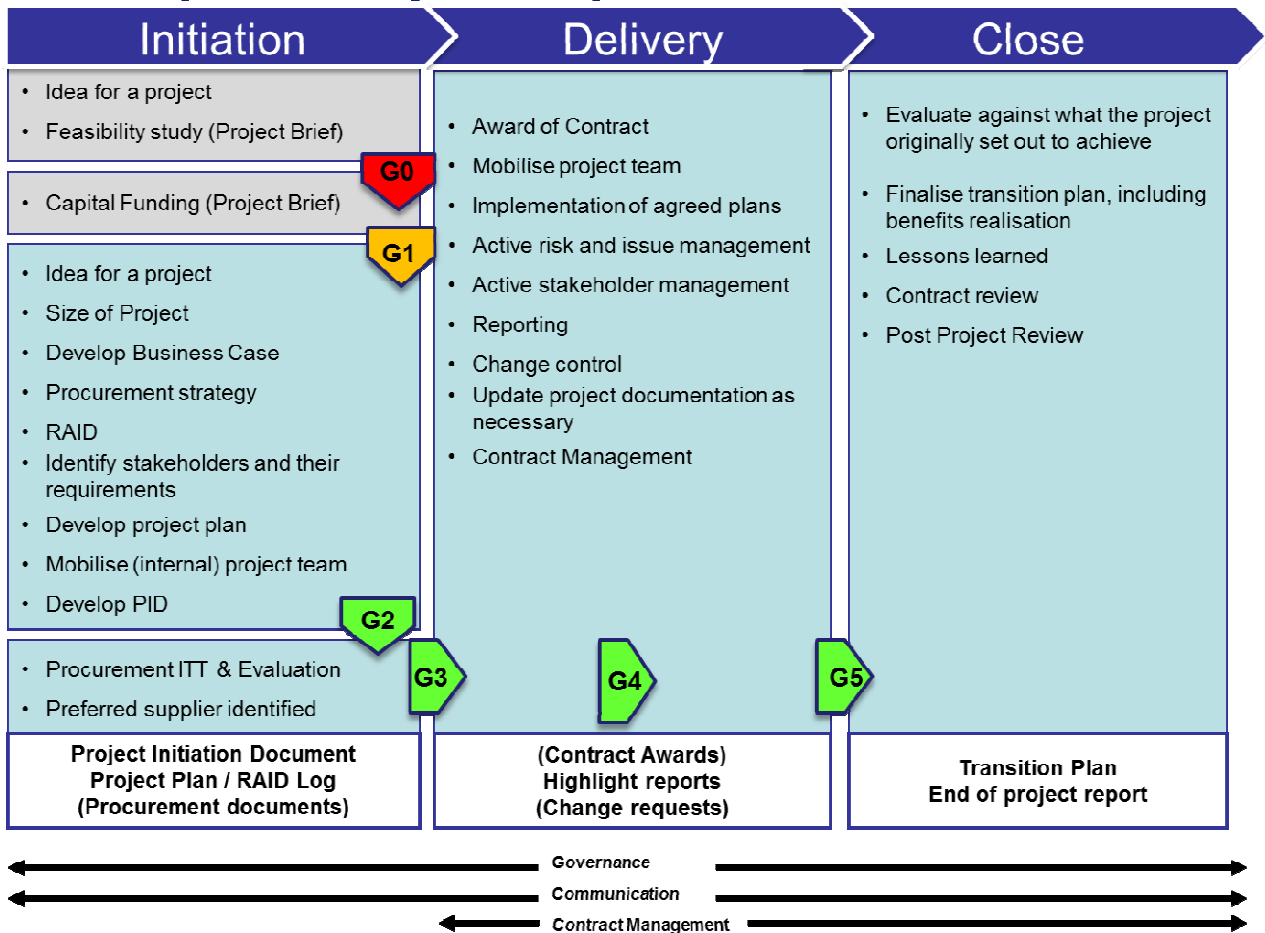 Initiation
Delivery
Close
• Idea for a project
• Feasibility study (Project Brief)
G0
• Capital Funding (Project Brief)
G1
• Idea for a project
• Size of Project
• Develop Business Case
• Procurement strategy
• RAID
• Identify stakeholders and their
requirements
• Develop project plan
• Mobilise (internal) project team
• Develop PID
G2
• Procurement ITT & Evaluation
• Preferred supplier identified
G3
Project Initiation Document
Project Plan / RAID Log
(Procurement documents)
• Award of Contract
• Mobilise project team
• Implementation of agreed plans
• Active risk and issue management
• Active stakeholder management
• Reporting
• Change control
• Update project documentation as
necessary
• Contract Management
G4
G5
(Contract Awards)
Highlight reports
(Change requests)
• Evaluate against what the project
originally set out to achieve
• Finalise transition plan, including
benefits realisation
• Lessons learned
• Contract review
• Post Project Review
Transition Plan
End of project report
Governance
Communication
Contract Management